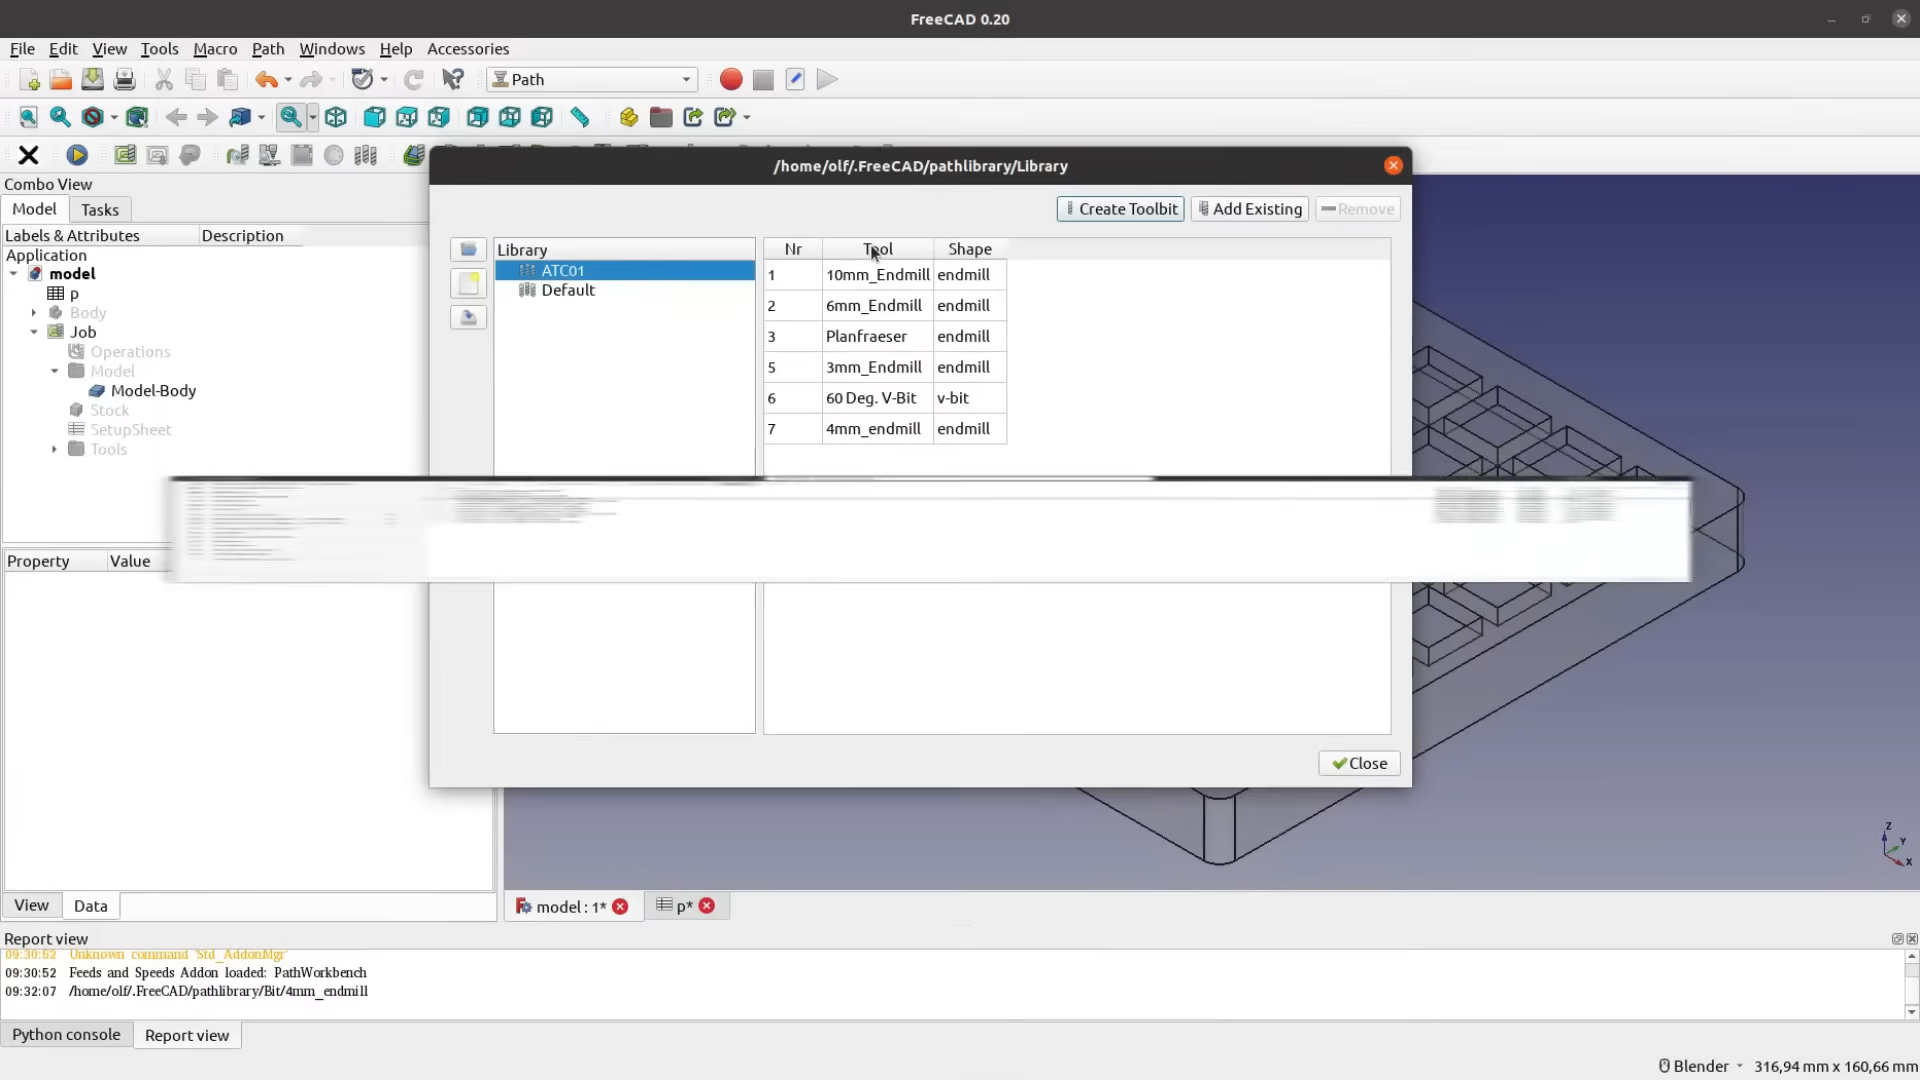 FreeCAD 0.20
File Edit View Tools Macro Path Windows Help Accessories
Path
/home/olf/.FreeCAD/pathlibrary/Library
Combo View
Model Tasks
Create Toolbit Add Existing Remove
Labels & Attributes Description
Application
model
p
Body
Job
Operations
Model
Model-Body
Stock
SetupSheet
Tools
Library
ATC01
Default
Nr Tool Shape
1 10mm_Endmill endmill
2 6mm_Endmill endmill
3 Planfraeser endmill
5 3mm_Endmill endmill
6 60 Deg. V-Bit v-bit
7 4mm_endmill endmill
Property Value
Close
Z
Y
X
View Data
model : 1* p*
Report view
09:30:52 Unknown command 'Std_AddonMgr'
09:30:52 Feeds and Speeds Addon loaded: PathWorkbench
09:32:07 /home/olf/.FreeCAD/pathlibrary/Bit/4mm_endmill
Python console Report view
Blender 316,94 mm x 160,66 mm